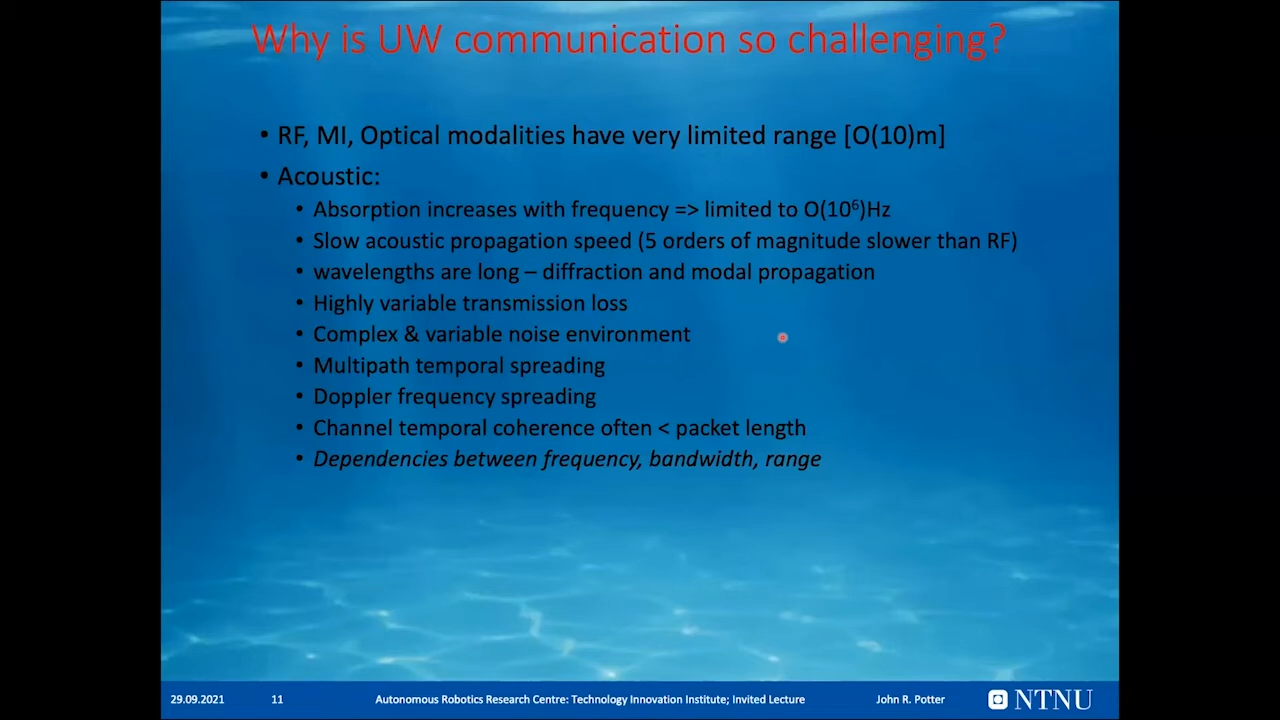 Why is UW communication so challenging?
• RF, MI, Optical modalities have very limited range [O(10)m]
• Acoustic:
• Absorption increases with frequency => limited to O(10⁶)Hz
• Slow acoustic propagation speed (5 orders of magnitude slower than RF)
• wavelengths are long – diffraction and modal propagation
• Highly variable transmission loss
• Complex & variable noise environment
• Multipath temporal spreading
• Doppler frequency spreading
• Channel temporal coherence often < packet length
• Dependencies between frequency, bandwidth, range
29.09.2021 11 Autonomous Robotics Research Centre: Technology Innovation Institute; Invited Lecture John R. Potter NTNU